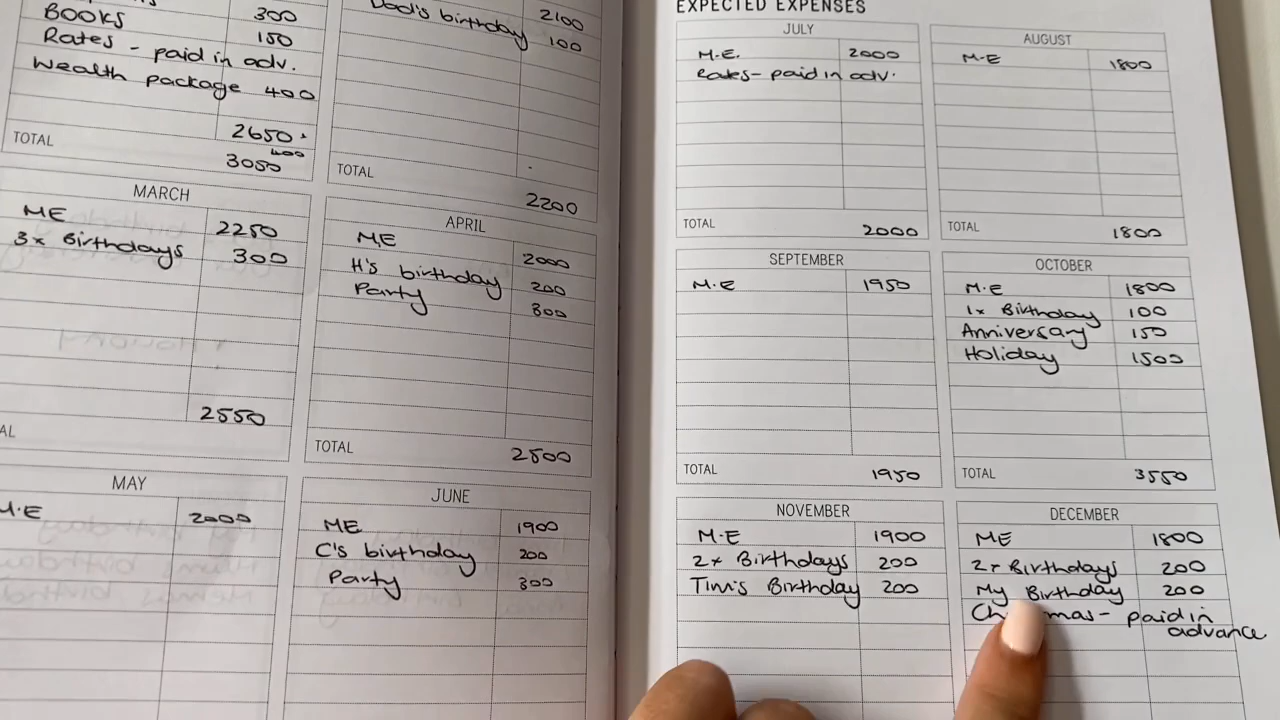 BOOKS 300
Rates - paid in adv. 150
Wealth package 400
2650
400
TOTAL 3050
Dad's birthday 2100
100
TOTAL 2200
MARCH
ME 2250
3x Birthdays 300
2550
APRIL
ME 2000
H's birthday 200
Party 300
TOTAL 2500
MAY
M.E 2000
JUNE
ME 1900
C's birthday 200
Party 300
EXPECTED EXPENSES
JULY
M.E. 2000
Rates - paid in adv.
TOTAL 2000
AUGUST
M.E 1800
TOTAL 1800
SEPTEMBER
M.E 1950
TOTAL 1950
OCTOBER
M.E 1800
1x Birthday 100
Anniversary 150
Holiday 1500
TOTAL 3550
NOVEMBER
M.E 1900
2x Birthdays 200
Tim's Birthday 200
DECEMBER
ME 1800
2x Birthdays 200
My Birthday 200
paid in
advance